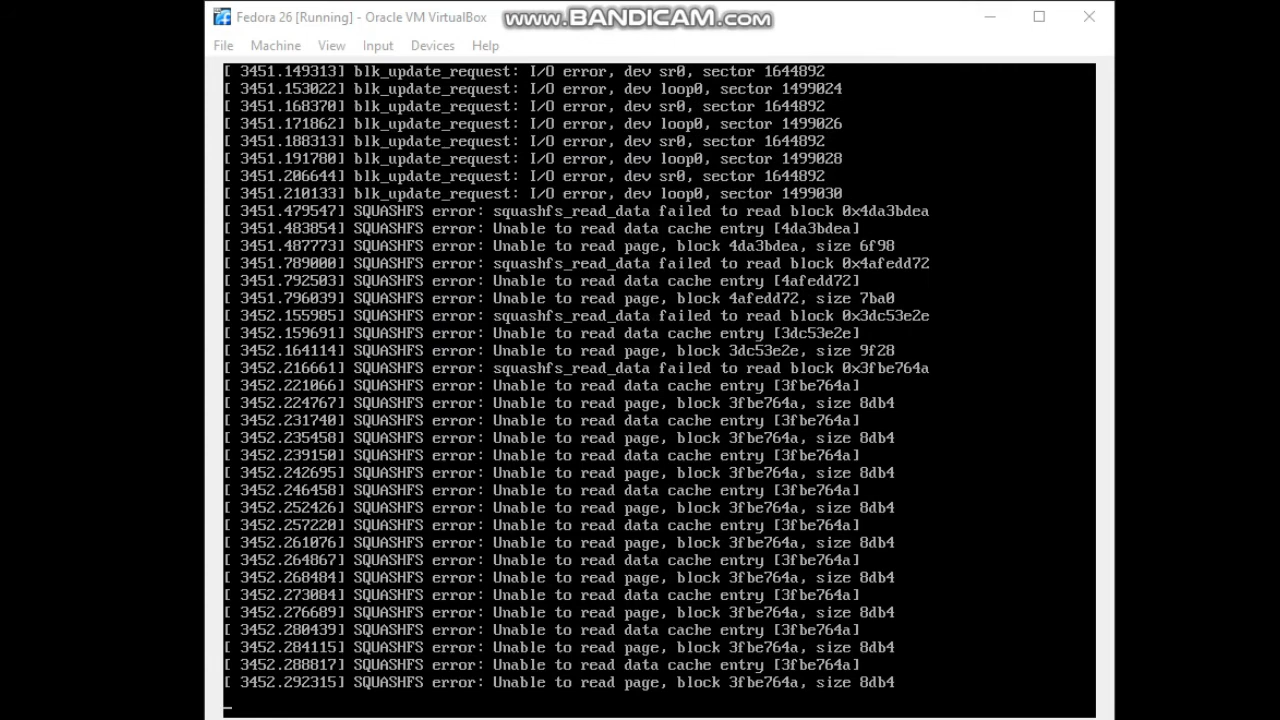 Fedora 26 [Running] - Oracle VM VirtualBox
www.BANDICAM.com
File Machine View Input Devices Help
[ 3451.149313] blk_update_request: I/O error, dev sr0, sector 1644892
[ 3451.153022] blk_update_request: I/O error, dev loop0, sector 1499024
[ 3451.168370] blk_update_request: I/O error, dev sr0, sector 1644892
[ 3451.171862] blk_update_request: I/O error, dev loop0, sector 1499026
[ 3451.188313] blk_update_request: I/O error, dev sr0, sector 1644892
[ 3451.191780] blk_update_request: I/O error, dev loop0, sector 1499028
[ 3451.206644] blk_update_request: I/O error, dev sr0, sector 1644892
[ 3451.210133] blk_update_request: I/O error, dev loop0, sector 1499030
[ 3451.479547] SQUASHFS error: squashfs_read_data failed to read block 0x4da3bdea
[ 3451.483854] SQUASHFS error: Unable to read data cache entry [4da3bdea]
[ 3451.487773] SQUASHFS error: Unable to read page, block 4da3bdea, size 6f98
[ 3451.789000] SQUASHFS error: squashfs_read_data failed to read block 0x4afedd72
[ 3451.792503] SQUASHFS error: Unable to read data cache entry [4afedd72]
[ 3451.796039] SQUASHFS error: Unable to read page, block 4afedd72, size 7ba0
[ 3452.155985] SQUASHFS error: squashfs_read_data failed to read block 0x3dc53e2e
[ 3452.159691] SQUASHFS error: Unable to read data cache entry [3dc53e2e]
[ 3452.164114] SQUASHFS error: Unable to read page, block 3dc53e2e, size 9f28
[ 3452.216661] SQUASHFS error: squashfs_read_data failed to read block 0x3fbe764a
[ 3452.221066] SQUASHFS error: Unable to read data cache entry [3fbe764a]
[ 3452.224767] SQUASHFS error: Unable to read page, block 3fbe764a, size 8db4
[ 3452.231740] SQUASHFS error: Unable to read data cache entry [3fbe764a]
[ 3452.235458] SQUASHFS error: Unable to read page, block 3fbe764a, size 8db4
[ 3452.239150] SQUASHFS error: Unable to read data cache entry [3fbe764a]
[ 3452.242695] SQUASHFS error: Unable to read page, block 3fbe764a, size 8db4
[ 3452.246458] SQUASHFS error: Unable to read data cache entry [3fbe764a]
[ 3452.252426] SQUASHFS error: Unable to read page, block 3fbe764a, size 8db4
[ 3452.257220] SQUASHFS error: Unable to read data cache entry [3fbe764a]
[ 3452.261076] SQUASHFS error: Unable to read page, block 3fbe764a, size 8db4
[ 3452.264867] SQUASHFS error: Unable to read data cache entry [3fbe764a]
[ 3452.268484] SQUASHFS error: Unable to read page, block 3fbe764a, size 8db4
[ 3452.273084] SQUASHFS error: Unable to read data cache entry [3fbe764a]
[ 3452.276689] SQUASHFS error: Unable to read page, block 3fbe764a, size 8db4
[ 3452.280439] SQUASHFS error: Unable to read data cache entry [3fbe764a]
[ 3452.284115] SQUASHFS error: Unable to read page, block 3fbe764a, size 8db4
[ 3452.288817] SQUASHFS error: Unable to read data cache entry [3fbe764a]
[ 3452.292315] SQUASHFS error: Unable to read page, block 3fbe764a, size 8db4